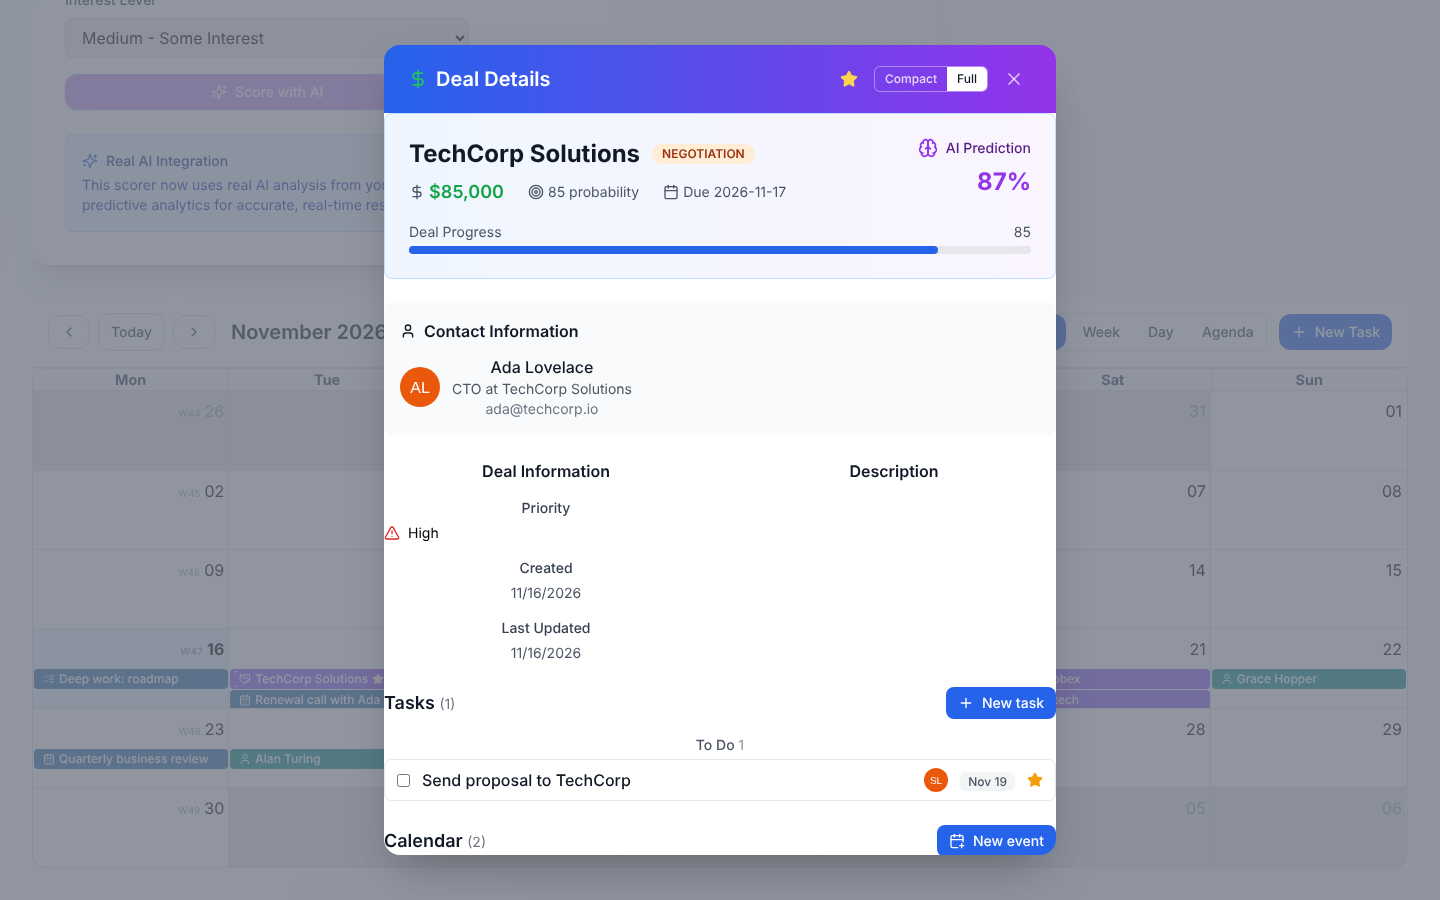 Interest Level
Medium - Some Interest
Score with AI
Real AI Integration
This scorer now uses real AI analysis from
predictive analytics for accurate, real-time
Deal Details
Compact
Full
TechCorp Solutions
NEGOTIATION
AI Prediction
87%
$85,000
85 probability
Due 2026-11-17
Deal Progress
85
Contact Information
AL
Ada Lovelace
CTO at TechCorp Solutions
ada@techcorp.io
Deal Information
Description
Priority
High
Created
11/16/2026
Last Updated
11/16/2026
Tasks (1)
New task
To Do 1
Send proposal to TechCorp
SL
Nov 19
Calendar (2)
New event
Today
November 2026
Week
Day
Agenda
New Task
Mon
Tue
Sat
Sun
W44 26
31
01
W45 02
07
08
W46 09
14
15
W47 16
21
22
Deep work: roadmap
TechCorp Solutions
Grace Hopper
Renewal call with Ada
W48 23
28
29
Quarterly business review
Alan Turing
W49 30
05
06